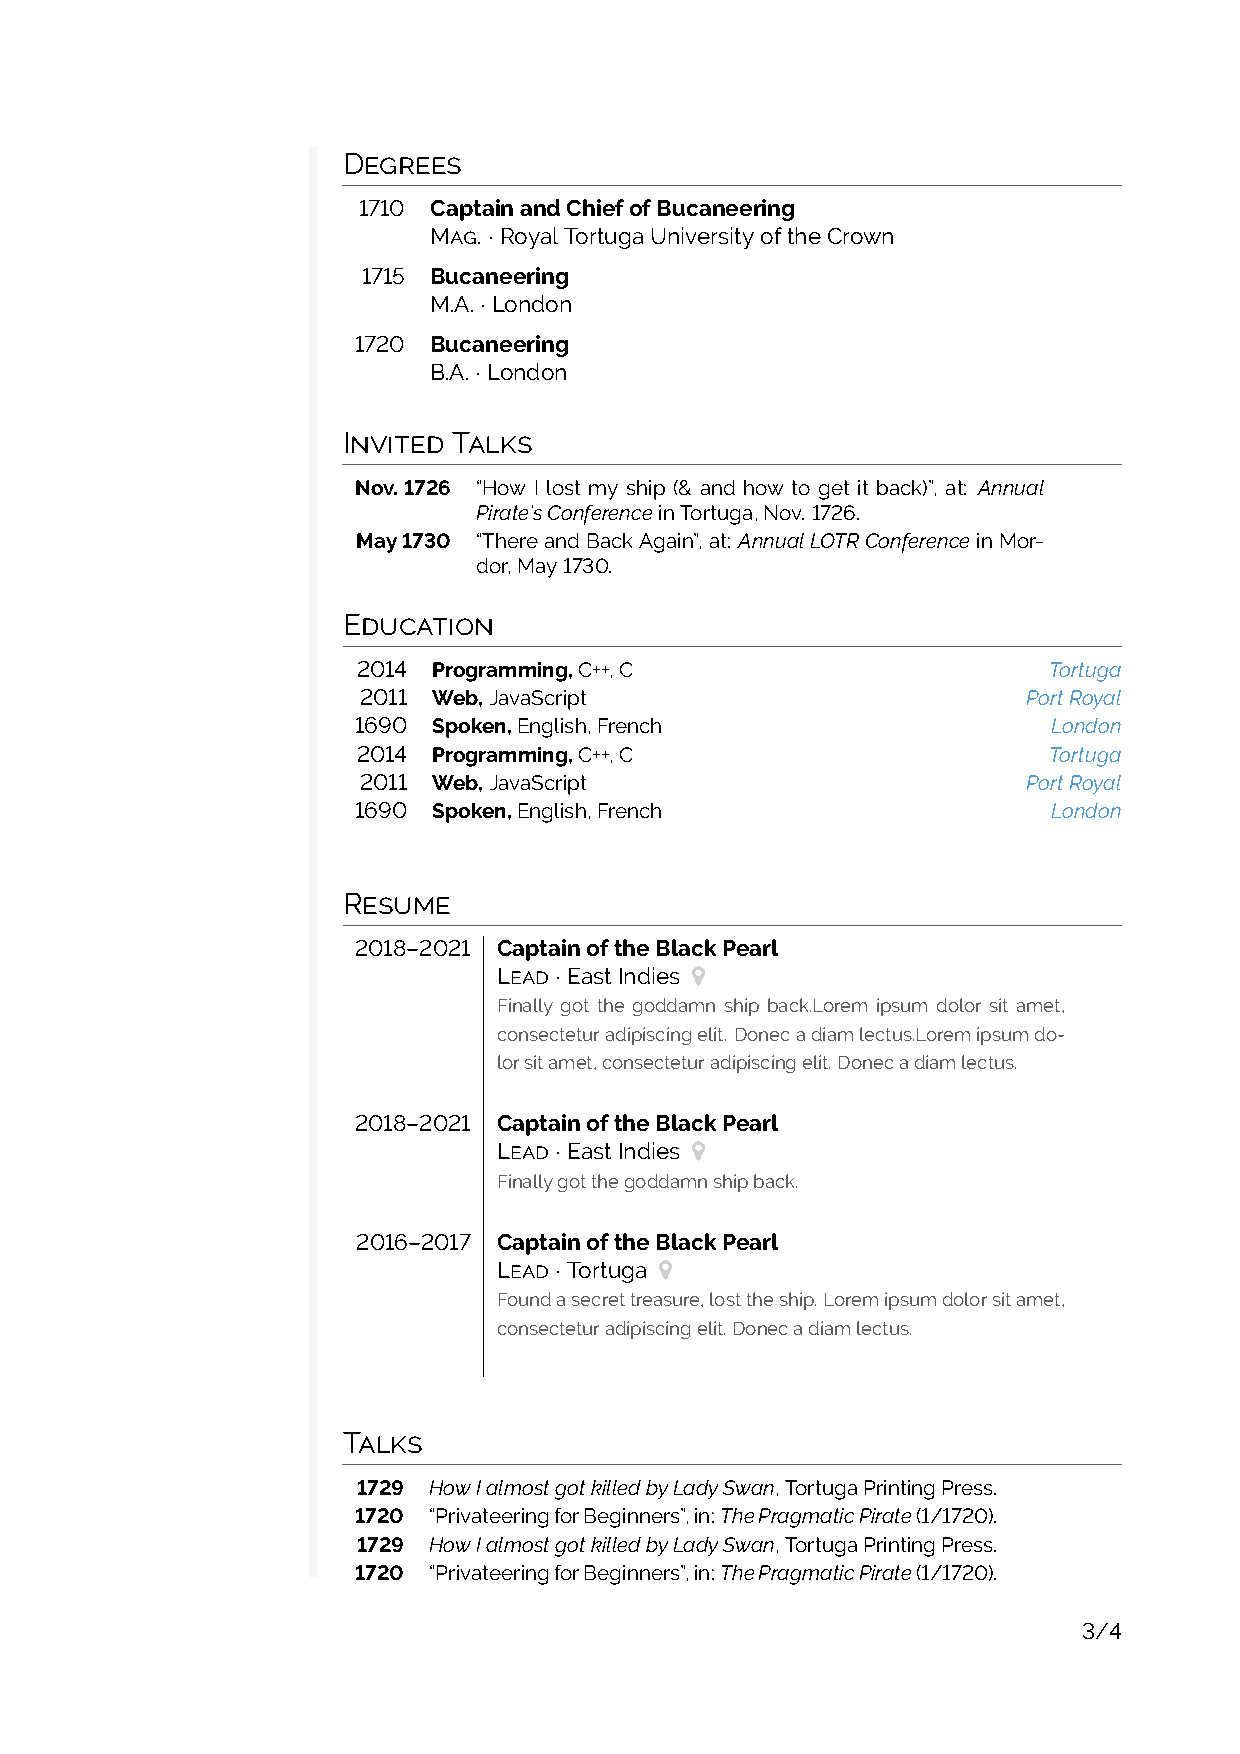 Degrees
1710 Captain and Chief of Bucaneering
Mag. · Royal Tortuga University of the Crown
1715 Bucaneering
M.A. · London
1720 Bucaneering
B.A. · London
Invited Talks
Nov. 1726 “How I lost my ship (& and how to get it back)”, at: Annual
Pirate’s Conference in Tortuga, Nov. 1726.
May 1730 “There and Back Again”, at: Annual LOTR Conference in Mor-
dor, May 1730.
Education
2014 Programming, C++, C Tortuga
2011 Web, JavaScript Port Royal
1690 Spoken, English, French London
2014 Programming, C++, C Tortuga
2011 Web, JavaScript Port Royal
1690 Spoken, English, French London
Resume
2018–2021 Captain of the Black Pearl
Lead · East Indies
Finally got the goddamn ship back.Lorem ipsum dolor sit amet,
consectetur adipiscing elit. Donec a diam lectus.Lorem ipsum do-
lor sit amet, consectetur adipiscing elit. Donec a diam lectus.
2018–2021 Captain of the Black Pearl
Lead · East Indies
Finally got the goddamn ship back.
2016–2017 Captain of the Black Pearl
Lead · Tortuga
Found a secret treasure, lost the ship. Lorem ipsum dolor sit amet,
consectetur adipiscing elit. Donec a diam lectus.
Talks
1729 How I almost got killed by Lady Swan, Tortuga Printing Press.
1720 “Privateering for Beginners”, in: The Pragmatic Pirate (1/1720).
1729 How I almost got killed by Lady Swan, Tortuga Printing Press.
1720 “Privateering for Beginners”, in: The Pragmatic Pirate (1/1720).
3/4